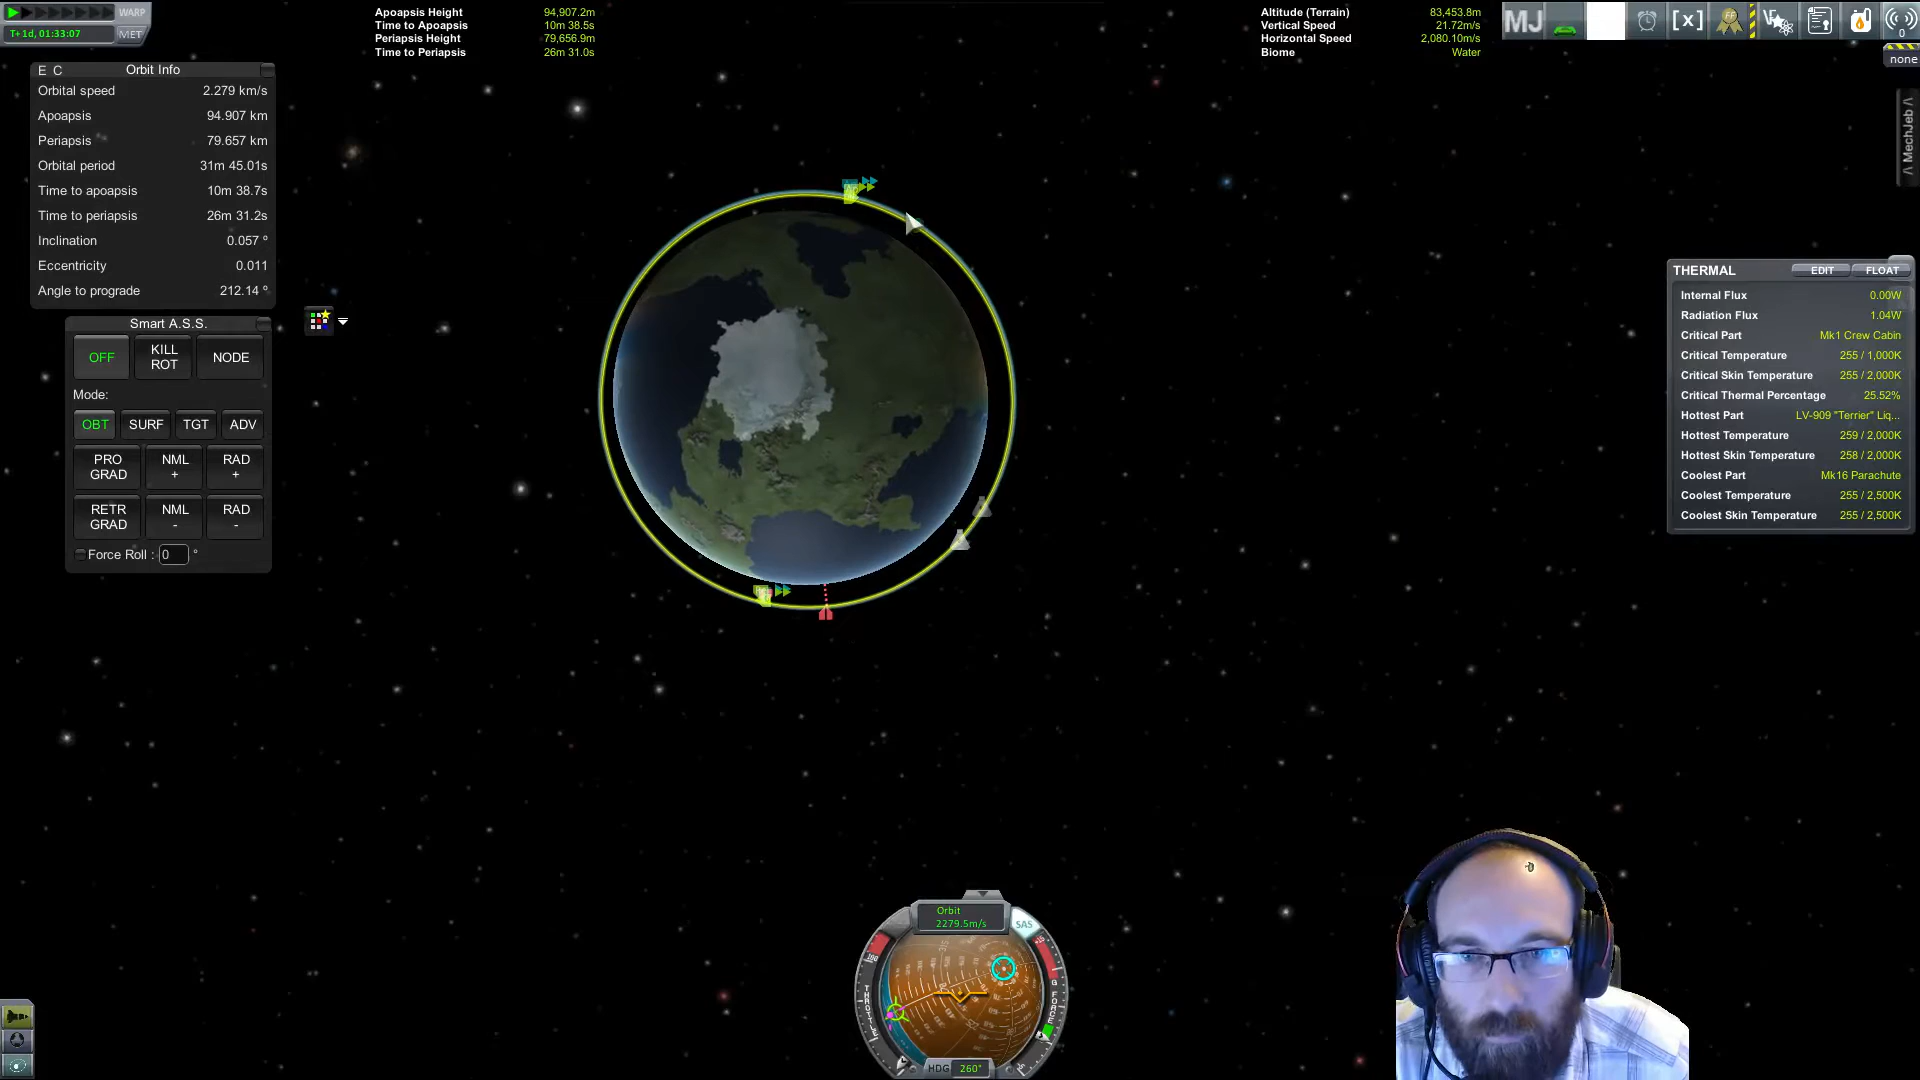 WARP
T+1d, 01:33:07
MET
Apoapsis Height 94,907.2m
Time to Apoapsis 10m 38.5s
Periapsis Height 79,656.9m
Time to Periapsis 26m 31.0s
Altitude (Terrain) 83,453.8m
Vertical Speed 21.72m/s
Horizontal Speed 2,080.10m/s
Biome Water
MJ
[x]
0
none
E C Orbit Info
Orbital speed 2.279 km/s
Apoapsis 94.907 km
Periapsis 79.657 km
Orbital period 31m 45.01s
Time to apoapsis 10m 38.7s
Time to periapsis 26m 31.2s
Inclination 0.057 º
Eccentricity 0.011
Angle to prograde 212.14 º
Smart A.S.S.
OFF
KILL ROT
NODE
Mode:
OBT SURF TGT ADV
PRO GRAD
NML +
RAD +
RETR GRAD
NML -
RAD -
Force Roll : 0 °
/\ MechJeb /\
THERMAL EDIT FLOAT
Internal Flux 0.00W
Radiation Flux 1.04W
Critical Part Mk1 Crew Cabin
Critical Temperature 255 / 1,000K
Critical Skin Temperature 255 / 2,000K
Critical Thermal Percentage 25.52%
Hottest Part LV-909 "Terrier" Liq...
Hottest Temperature 259 / 2,000K
Hottest Skin Temperature 258 / 2,000K
Coolest Part Mk16 Parachute
Coolest Temperature 255 / 2,500K
Coolest Skin Temperature 255 / 2,500K
Orbit
2279.5m/s
SAS
THROTTLE
G FORCE
HDG 260°